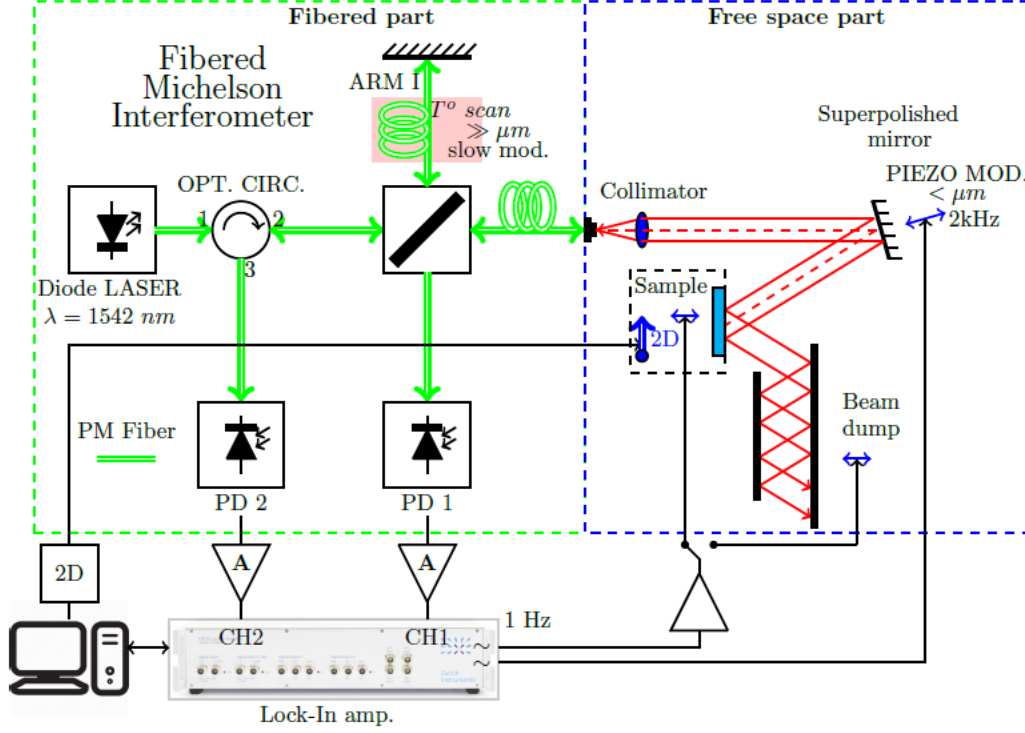 Fibered part
Free space part
Fibered
Michelson
Interferometer
ARM I
T° scan
≫ μm
slow mod.
Superpolished
mirror
PIEZO MOD.
< μm
2kHz
OPT. CIRC.
1
2
3
Collimator
Diode LASER
λ = 1542 nm
Sample
2D
Beam
dump
PM Fiber
PD 2
PD 1
A
A
2D
CH2
CH1
1 Hz
∼
∼
Zurich
Instruments
Lock-In amp.